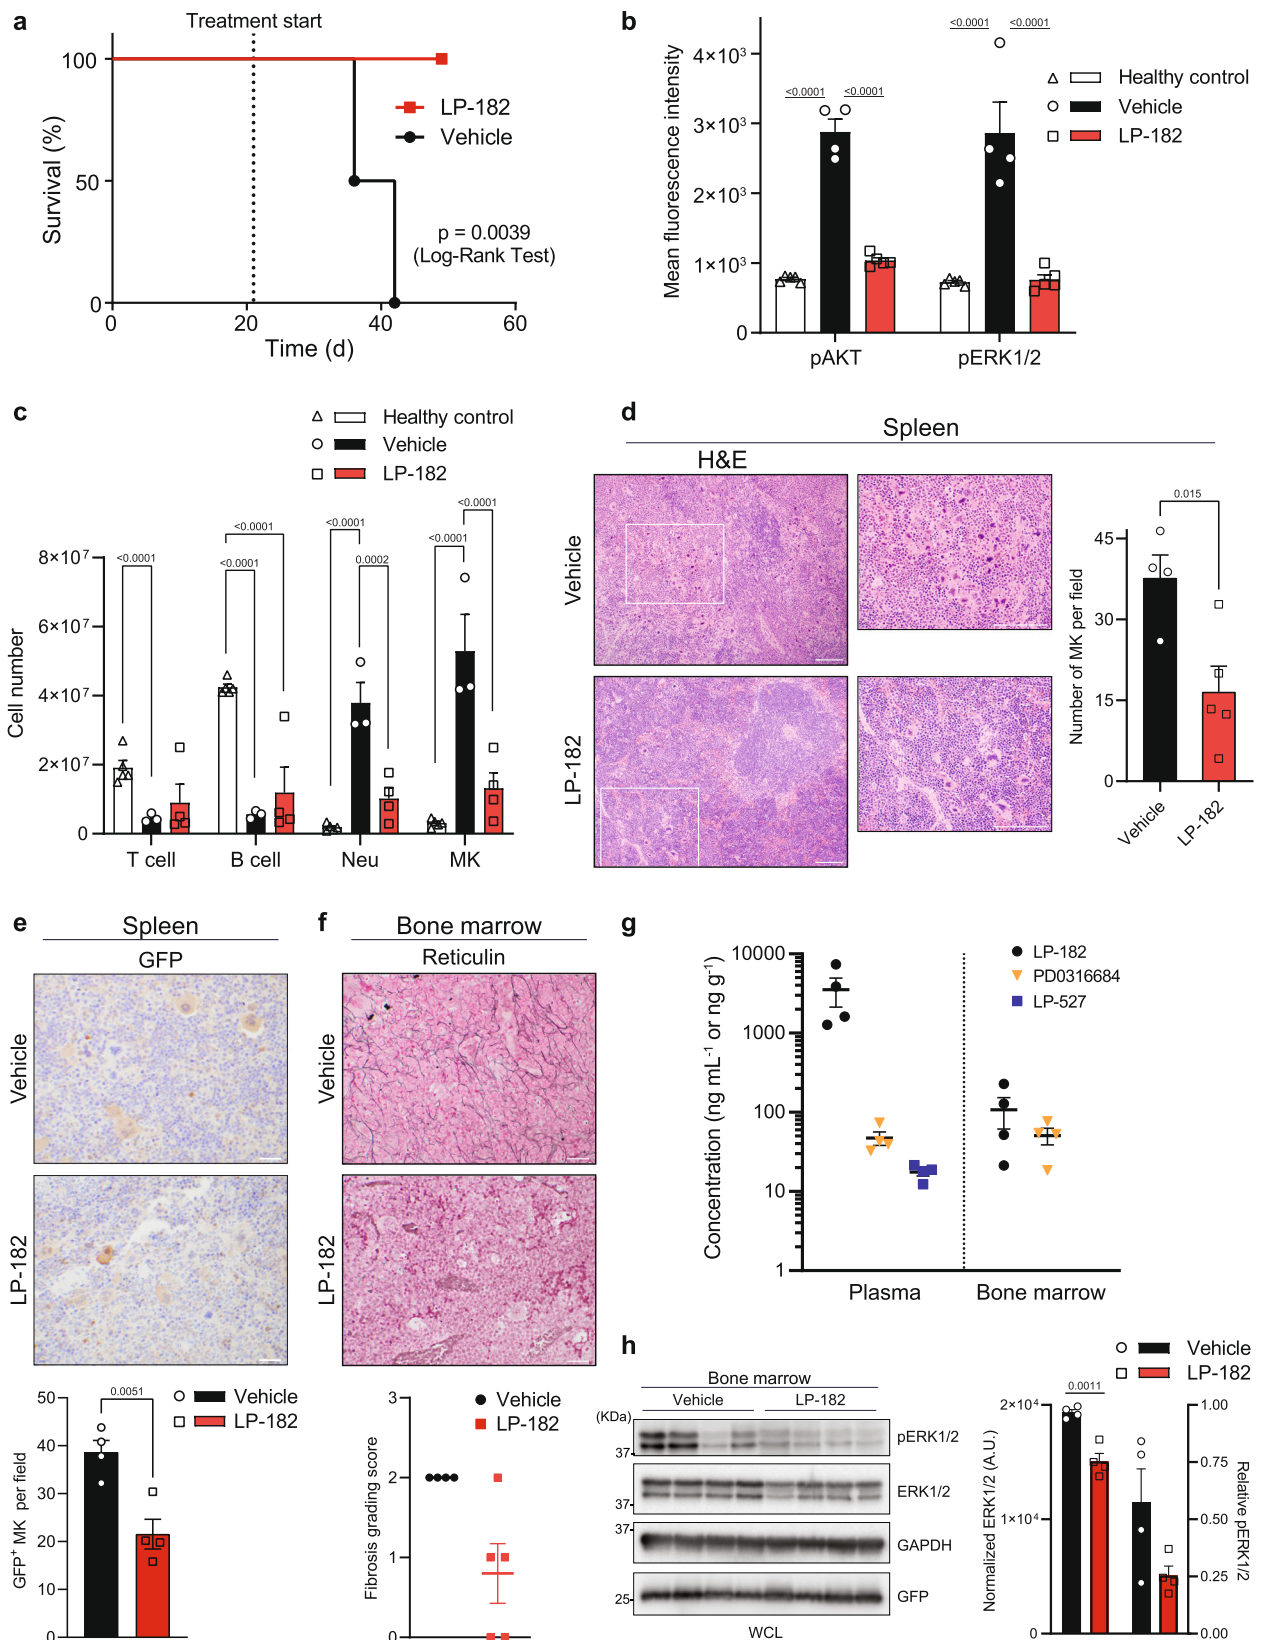 a
Treatment start
100
50
0
Survival (%)
LP-182
Vehicle
p = 0.0039
(Log-Rank Test)
0
20
40
60
Time (d)
b
Mean fluorescence intensity
4×10³
3×10³
2×10³
1×10³
0
<0.0001
<0.0001
<0.0001
<0.0001
Healthy control
Vehicle
LP-182
pAKT
pERK1/2
c
Healthy control
Vehicle
LP-182
Cell number
8×10⁷
6×10⁷
4×10⁷
2×10⁷
0
<0.0001
<0.0001
<0.0001
<0.0001
0.0002
<0.0001
<0.0001
T cell
B cell
Neu
MK
d
Spleen
H&E
Vehicle
LP-182
Number of MK per field
45
30
15
0
0.015
Vehicle
LP-182
e
Spleen
GFP
Vehicle
LP-182
GFP⁺ MK per field
50
40
30
20
10
0
0.0051
Vehicle
LP-182
f
Bone marrow
Reticulin
Vehicle
LP-182
Fibrosis grading score
3
2
1
0
Vehicle
LP-182
g
Concentration (ng mL⁻¹ or ng g⁻¹)
10000
1000
100
10
1
LP-182
PD0316684
LP-527
Plasma
Bone marrow
h
Bone marrow
Vehicle
LP-182
(KDa)
37
pERK1/2
37
ERK1/2
37
GAPDH
25
GFP
WCL
Vehicle
LP-182
0.0011
Normalized ERK1/2 (A.U.)
2×10⁴
1×10⁴
0
1.00
0.75
0.50
0.25
0.00
Relative pERK1/2